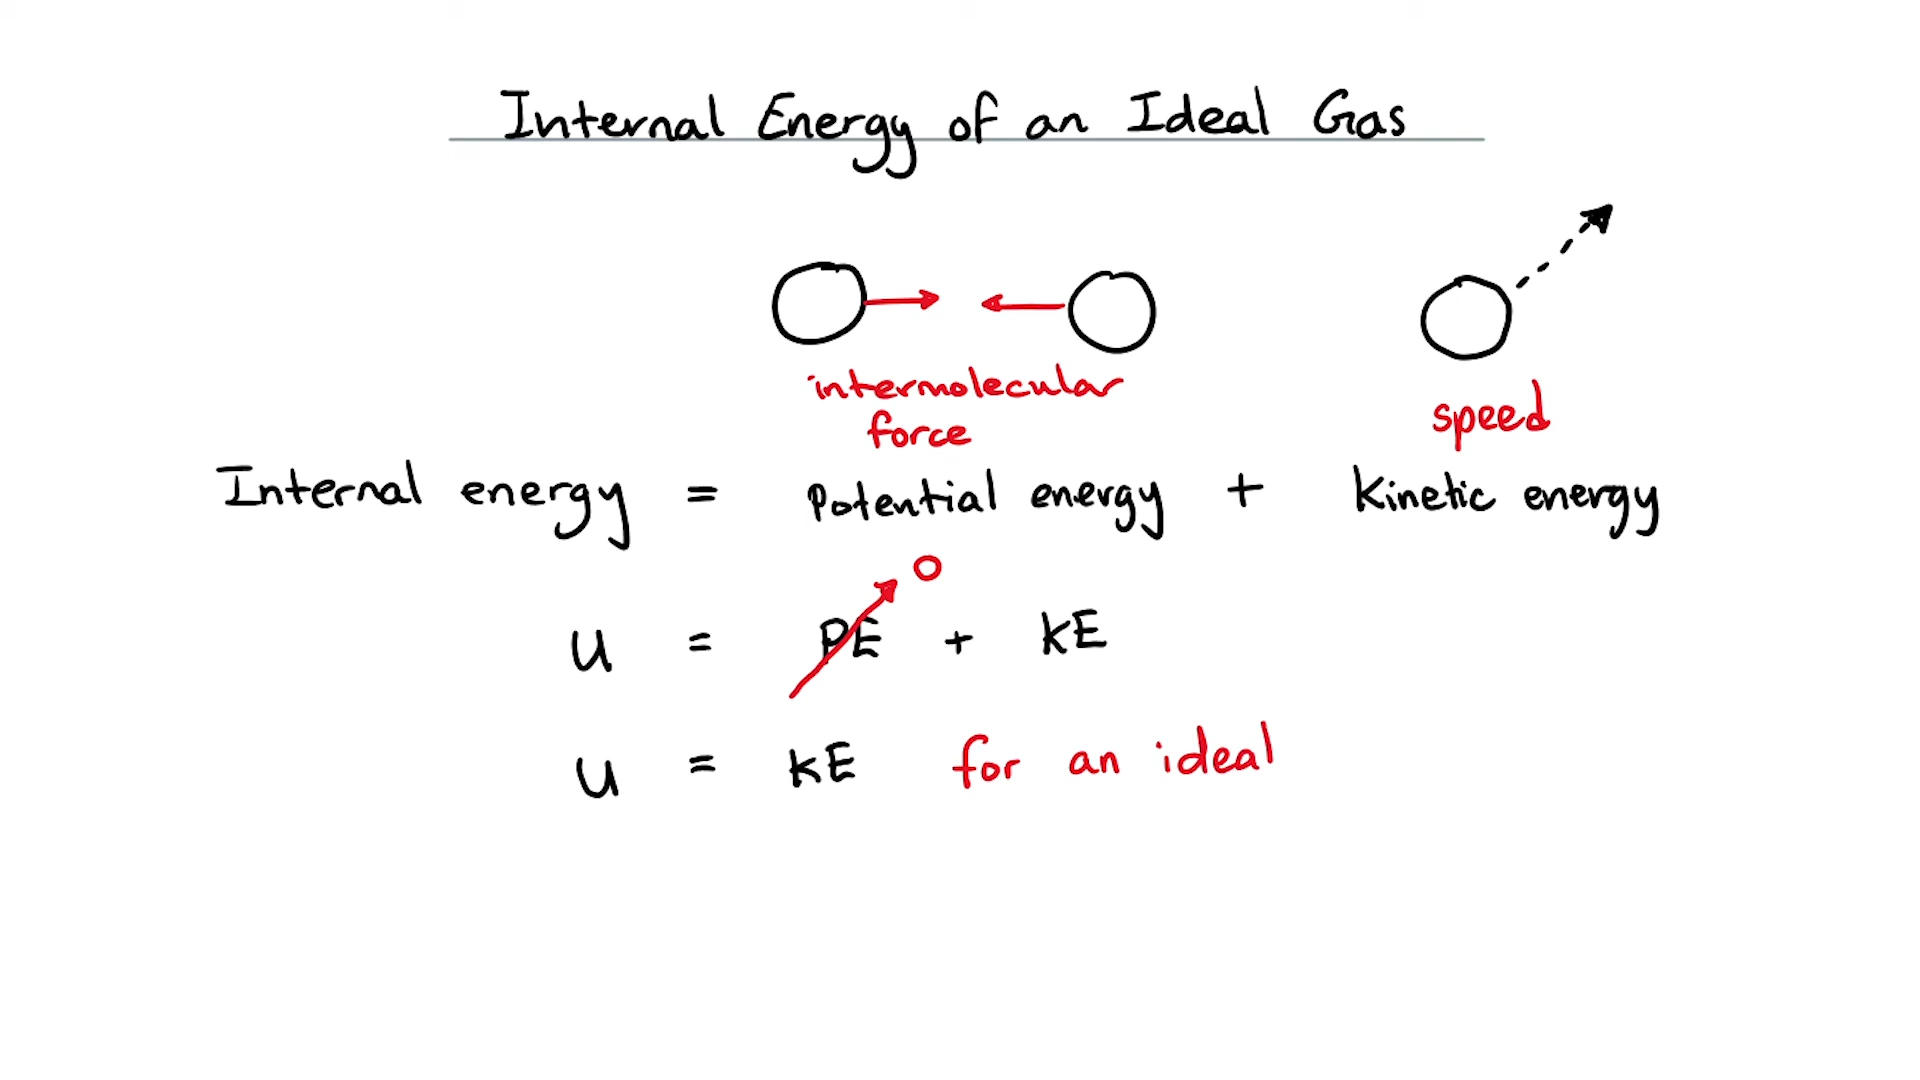 Internal Energy of an Ideal Gas
intermolecular
force
speed
Internal energy = Potential energy + Kinetic energy
0
U = PE + KE
U = KE for an ideal